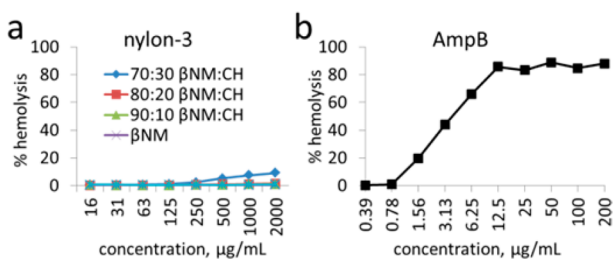 a
nylon-3
% hemolysis
100
80
60
40
20
0
70:30 βNM:CH
80:20 βNM:CH
90:10 βNM:CH
βNM
16
31
63
125
250
500
1000
2000
concentration, μg/mL
b
AmpB
% hemolysis
100
80
60
40
20
0
0.39
0.78
1.56
3.13
6.25
12.5
25
50
100
200
concentration, μg/mL